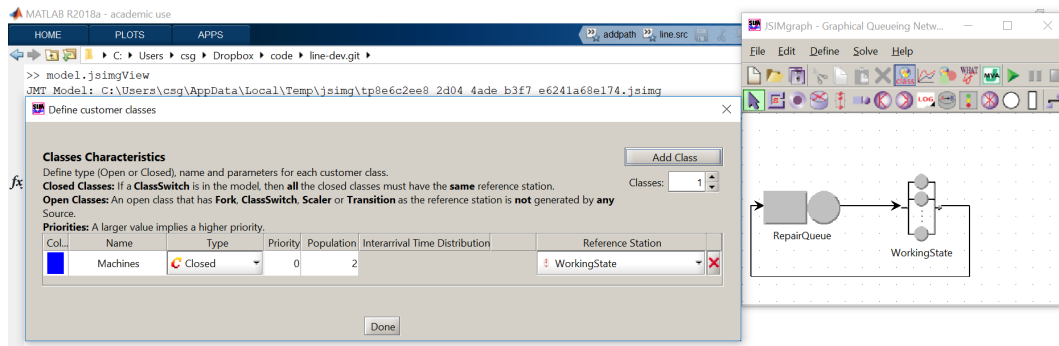 MATLAB R2018a - academic use
HOME PLOTS APPS
addpath line.src
C: Users csg Dropbox code line-dev.git
>> model.jsimgView
JMT Model: C:\Users\csg\AppData\Local\Temp\jsimg\tp8e6c2ee8_2d04_4ade_b3f7_e6241a68e174.jsimg
fx
Define customer classes
Classes Characteristics
Add Class
Define type (Open or Closed), name and parameters for each customer class.
Closed Classes: If a ClassSwitch is in the model, then all the closed classes must have the same reference station.
Classes: 1
Open Classes: An open class that has Fork, ClassSwitch, Scaler or Transition as the reference station is not generated by any
Source.
Priorities: A larger value implies a higher priority.
Col... Name Type Priority Population Interarrival Time Distribution Reference Station
Machines Closed 0 2 WorkingState
Done
JSIMgraph - Graphical Queueing Netw...
File Edit Define Solve Help
WHAT IF
MVA
CLASS
LOG
RepairQueue
WorkingState